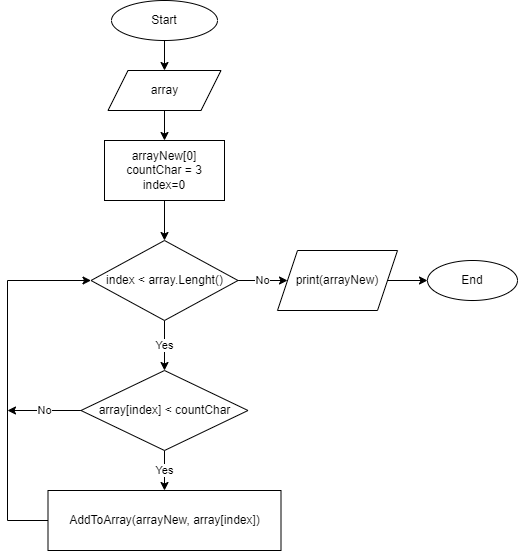 Start
array
arrayNew[0]
countChar = 3
index=0
index < array.Lenght()
No
print(arrayNew)
End
Yes
array[index] < countChar
No
Yes
AddToArray(arrayNew, array[index])